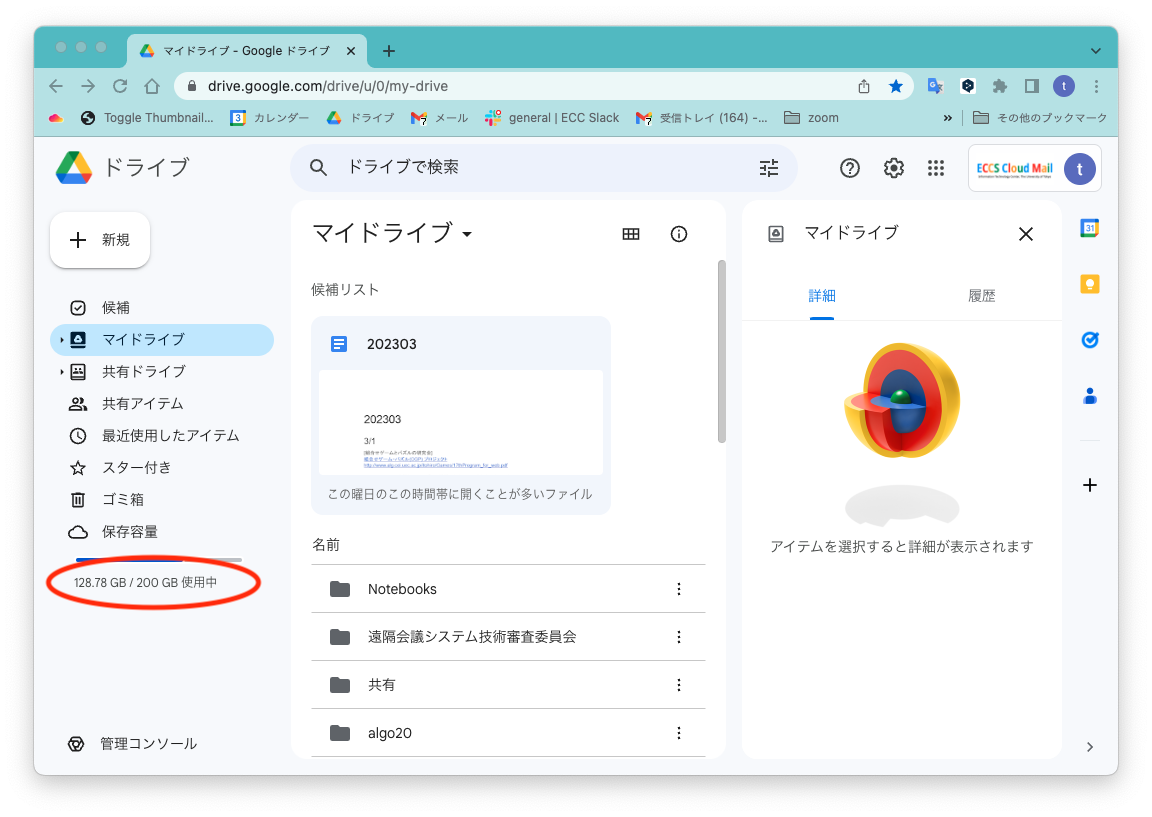 マイドライブ - Google ドライブ
drive.google.com/drive/u/0/my-drive
t
Toggle Thumbnail...
3 カレンダー
ドライブ
7 メール
general | ECC Slack
7 受信トレイ (164) -...
zoom
»
その他のブックマーク
ドライブ
ドライブで検索
ECCS Cloud Mail
Information Technology Center, The University of Tokyo
t
新規
候補
マイドライブ
共有ドライブ
共有アイテム
最近使用したアイテム
スター付き
ゴミ箱
保存容量
128.78 GB / 200 GB 使用中
管理コンソール
マイドライブ
候補リスト
202303
202303
3/1
この曜日のこの時間帯に開くことが多いファイル
名前
Notebooks
遠隔会議システム技術審査委員会
共有
algo20
マイドライブ
詳細
履歴
アイテムを選択すると詳細が表示されます
31